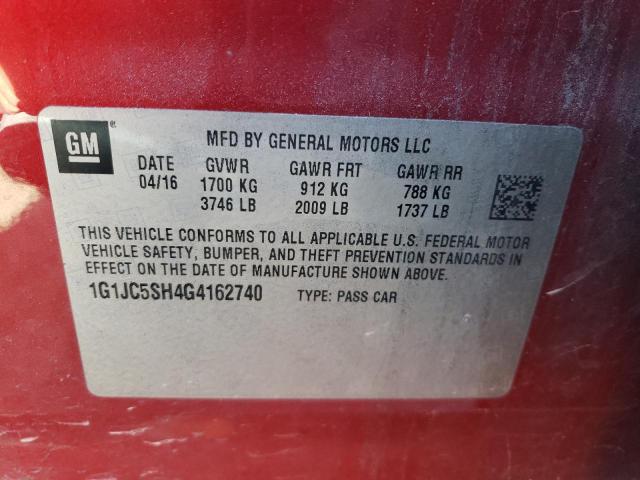 GM
MFD BY GENERAL MOTORS LLC
DATE GVWR GAWR FRT GAWR RR
04/16 1700 KG 912 KG 788 KG
3746 LB 2009 LB 1737 LB
THIS VEHICLE CONFORMS TO ALL APPLICABLE U.S. FEDERAL MOTOR
VEHICLE SAFETY, BUMPER, AND THEFT PREVENTION STANDARDS IN
EFFECT ON THE DATE OF MANUFACTURE SHOWN ABOVE.
1G1JC5SH4G4162740 TYPE: PASS CAR